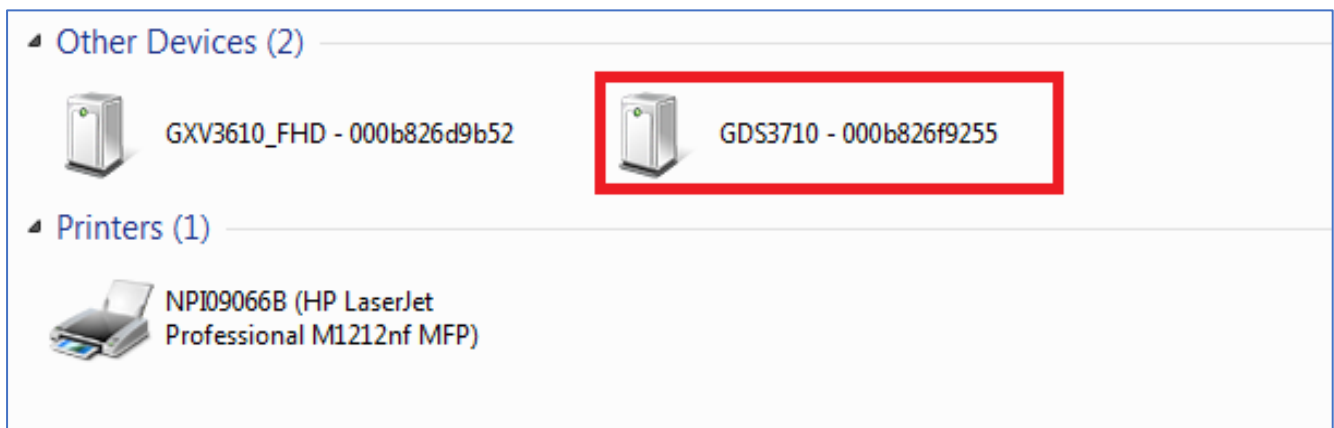 Other Devices (2)
GXV3610_FHD - 000b826d9b52
GDS3710 - 000b826f9255
Printers (1)
NPI09066B (HP LaserJet
Professional M1212nf MFP)